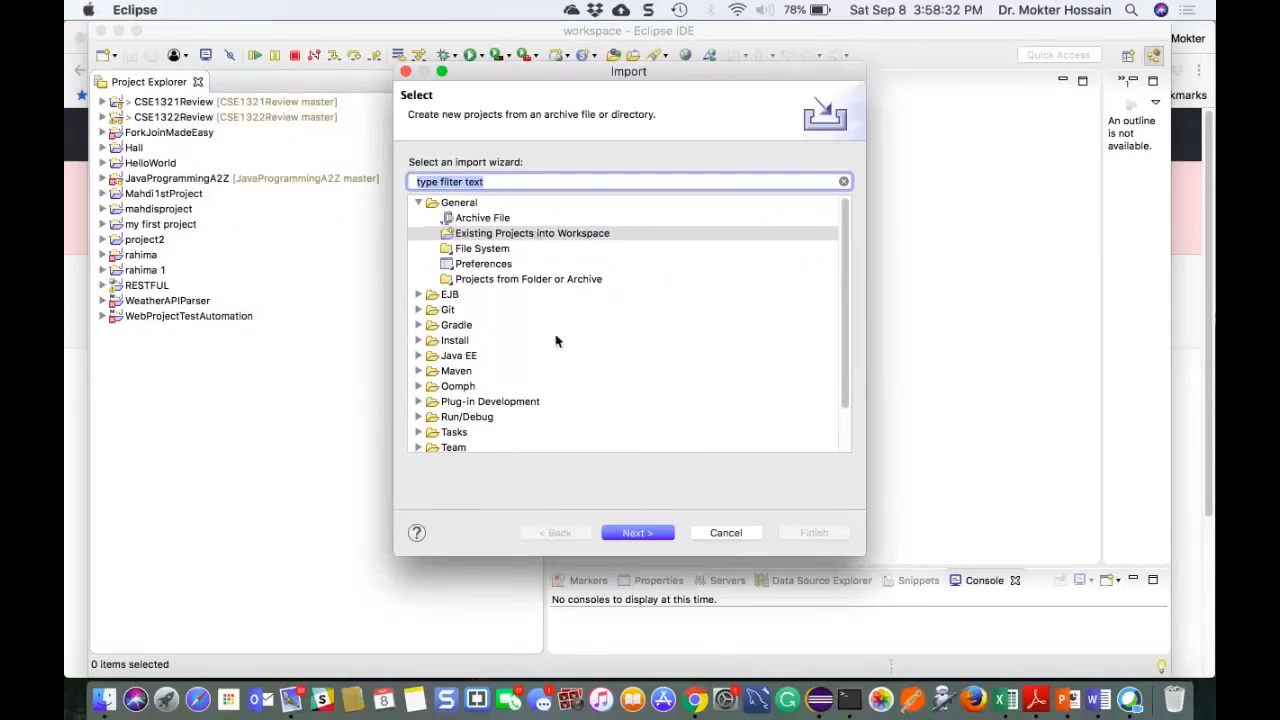 Eclipse
78%
Sat Sep 8 3:58:32 PM
Dr. Mokter Hossain
workspace - Eclipse IDE
Mokter
Quick Access
Project Explorer
Import
kmarks
> CSE1321Review [CSE1321Review master]
> CSE1322Review [CSE1322Review master]
ForkJoinMadeEasy
Hall
HelloWorld
JavaProgrammingA2Z [JavaProgrammingA2Z master]
Mahdi1stProject
mahdisproject
my first project
project2
rahima
rahima 1
RESTFUL
WeatherAPIParser
WebProjectTestAutomation
Select
Create new projects from an archive file or directory.
Select an import wizard:
type filter text
General
Archive File
Existing Projects into Workspace
File System
Preferences
Projects from Folder or Archive
EJB
Git
Gradle
Install
Java EE
Maven
Oomph
Plug-in Development
Run/Debug
Tasks
Team
< Back
Next >
Cancel
Finish
An outline
is not
available.
Markers
Properties
Servers
Data Source Explorer
Snippets
Console
No consoles to display at this time.
0 items selected